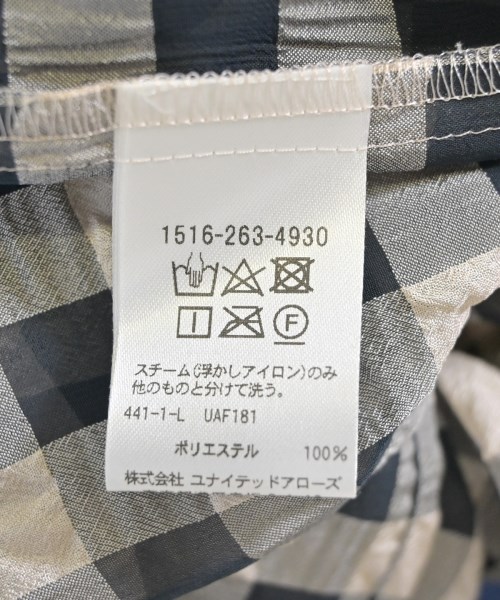 1516-263-4930
F
スチーム(浮かしアイロン)のみ
他のものと分けて洗う。
441-1-L UAF181
ポリエステル 100%
株式会社 ユナイテッドアローズ